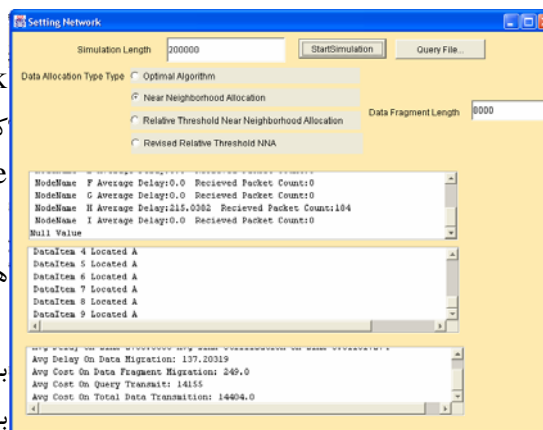 Setting Network
Simulation Length 200000 StartSimulation Query File...
Data Allocation Type Type Optimal Algorithm
Near Neighborhood Allocation
Data Fragment Length 8000
Relative Threshold Near Neighborhood Allocation
Revised Relative Threshold NNA
NodeName F Average Delay:0.0 Recieved Packet Count:0
NodeName G Average Delay:0.0 Recieved Packet Count:0
NodeName H Average Delay:215.0382 Recieved Packet Count:184
NodeName I Average Delay:0.0 Recieved Packet Count:0
Null Value
DataItem 4 Located A
DataItem 5 Located A
DataItem 6 Located A
DataItem 7 Located A
DataItem 8 Located A
DataItem 9 Located A
Avg Delay On Data Migration: 137.20319
Avg Cost On Data Fragment Migration: 249.0
Avg Cost On Query Transmit: 14155
Avg Cost On Total Data Transmition: 14404.0